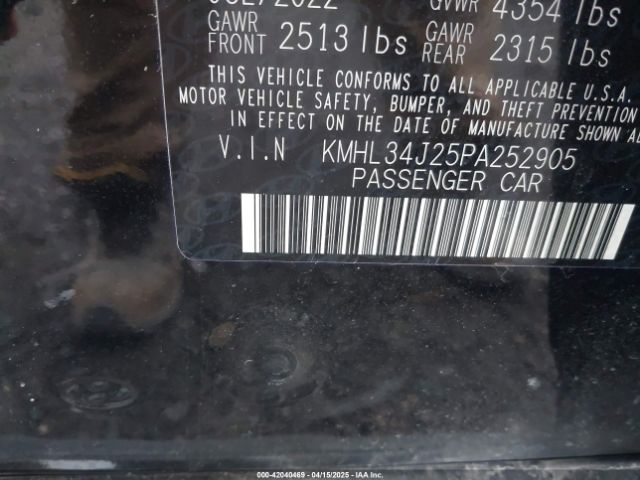 GVWR 4354 lbs
GAWR FRONT 2513 lbs GAWR REAR 2315 lbs
THIS VEHICLE CONFORMS TO ALL APPLICABLE U.S.A.
MOTOR VEHICLE SAFETY, BUMPER, AND THEFT PREVENTION
IN EFFECT ON THE DATE OF MANUFACTURE SHOWN
V.I.N KMHL34J25PA252905
PASSENGER CAR
000-42040469 - 04/15/2025 - IAA Inc.